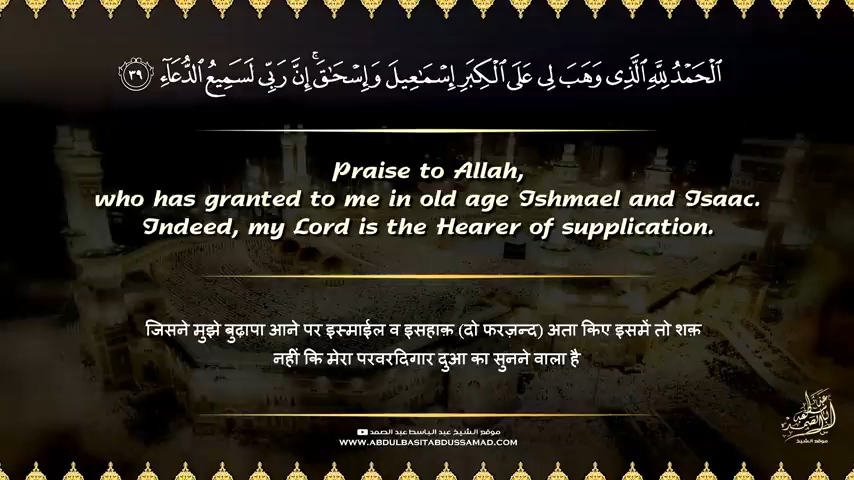 ٱلْحَمْدُ لِلَّهِ ٱلَّذِى وَهَبَ لِى عَلَى ٱلْكِبَرِ إِسْمَـٰعِيلَ وَإِسْحَـٰقَ ۚ إِنَّ رَبِّى لَسَمِيعُ ٱلدُّعَآءِ ٣٩
Praise to Allah,
who has granted to me in old age Ishmael and Isaac.
Indeed, my Lord is the Hearer of supplication.
जिसने मुझे बुढ़ापा आने पर इस्माईल व इसहाक़ (दो फरज़न्द) अता किए इसमें तो शक़
नहीं कि मेरा परवरदिगार दुआ का सुनने वाला है
موقع الشيخ عبد الباسط عبد الصمد
WWW.ABDULBASITABDUSSAMAD.COM
موقع الشيخ